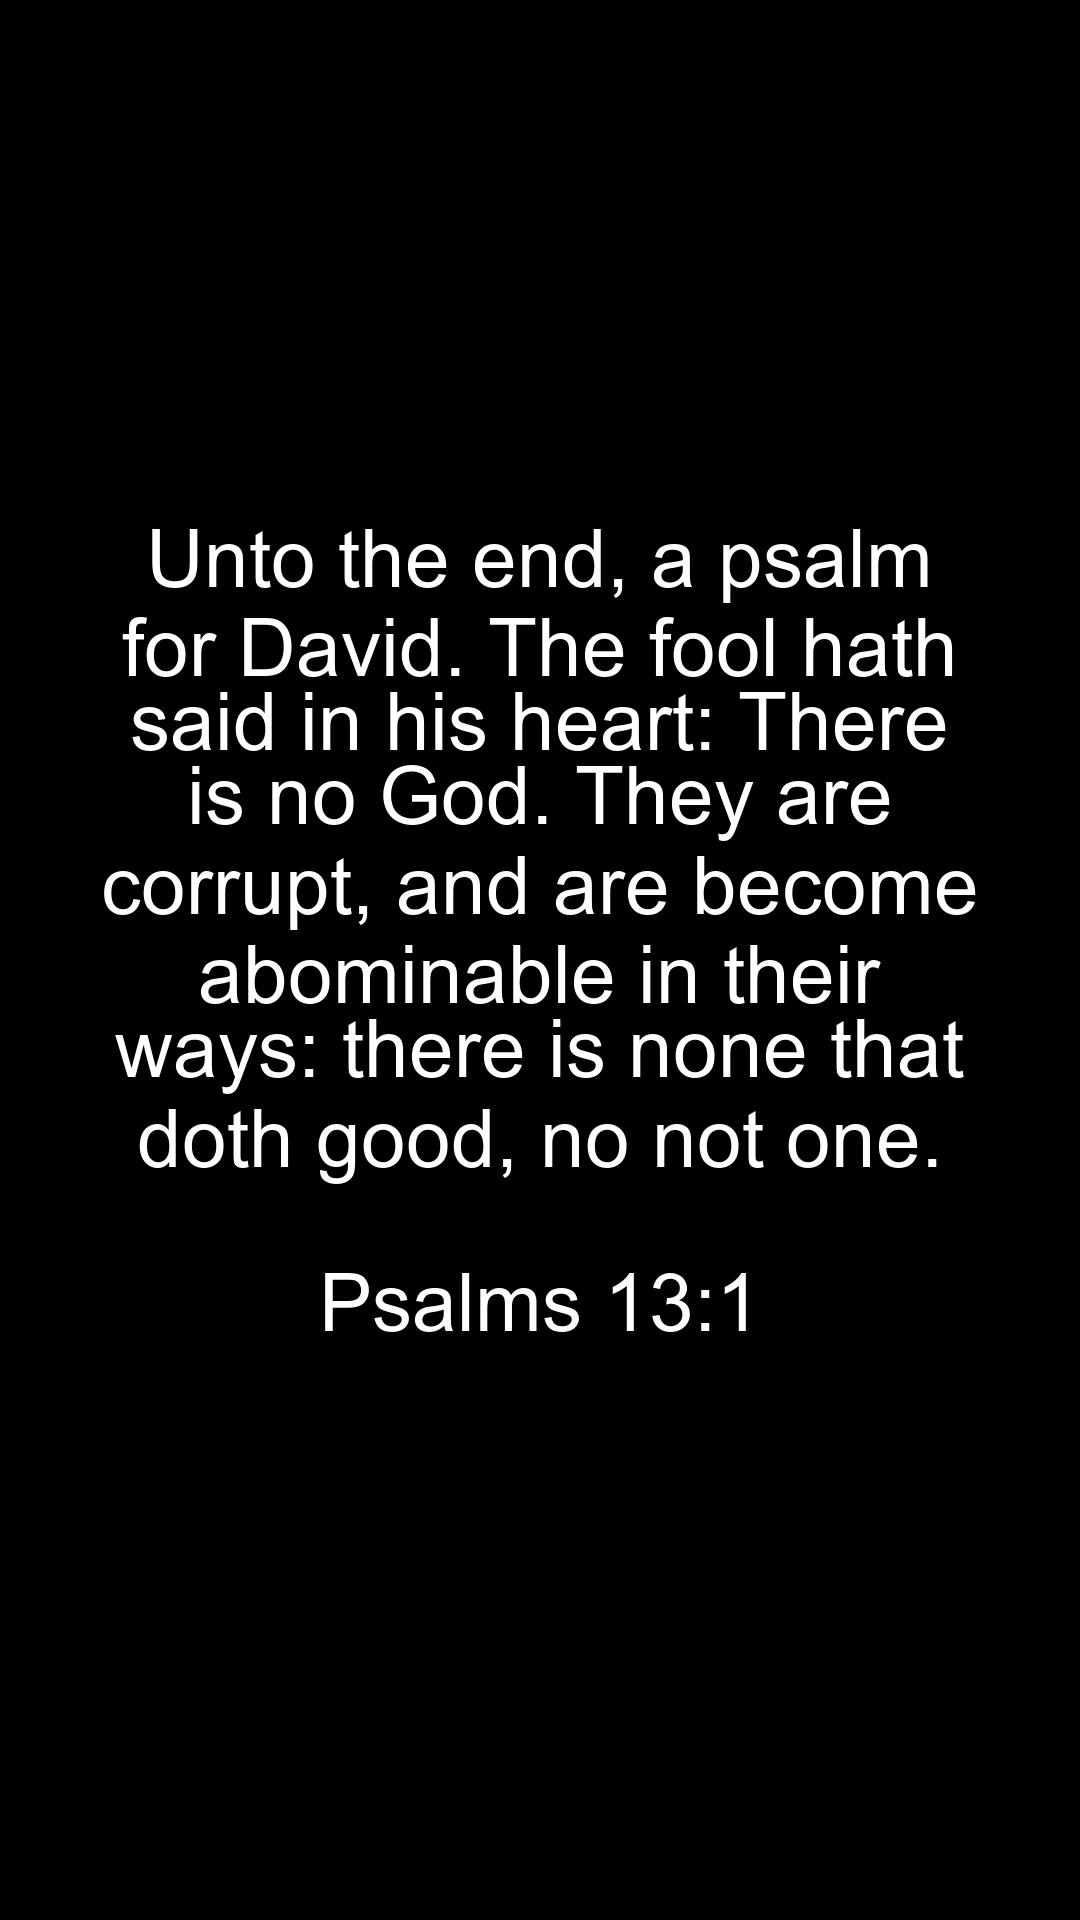 Unto the end, a psalm
for David. The fool hath
said in his heart: There
is no God. They are
corrupt, and are become
abominable in their
ways: there is none that
doth good, no not one.
Psalms 13:1